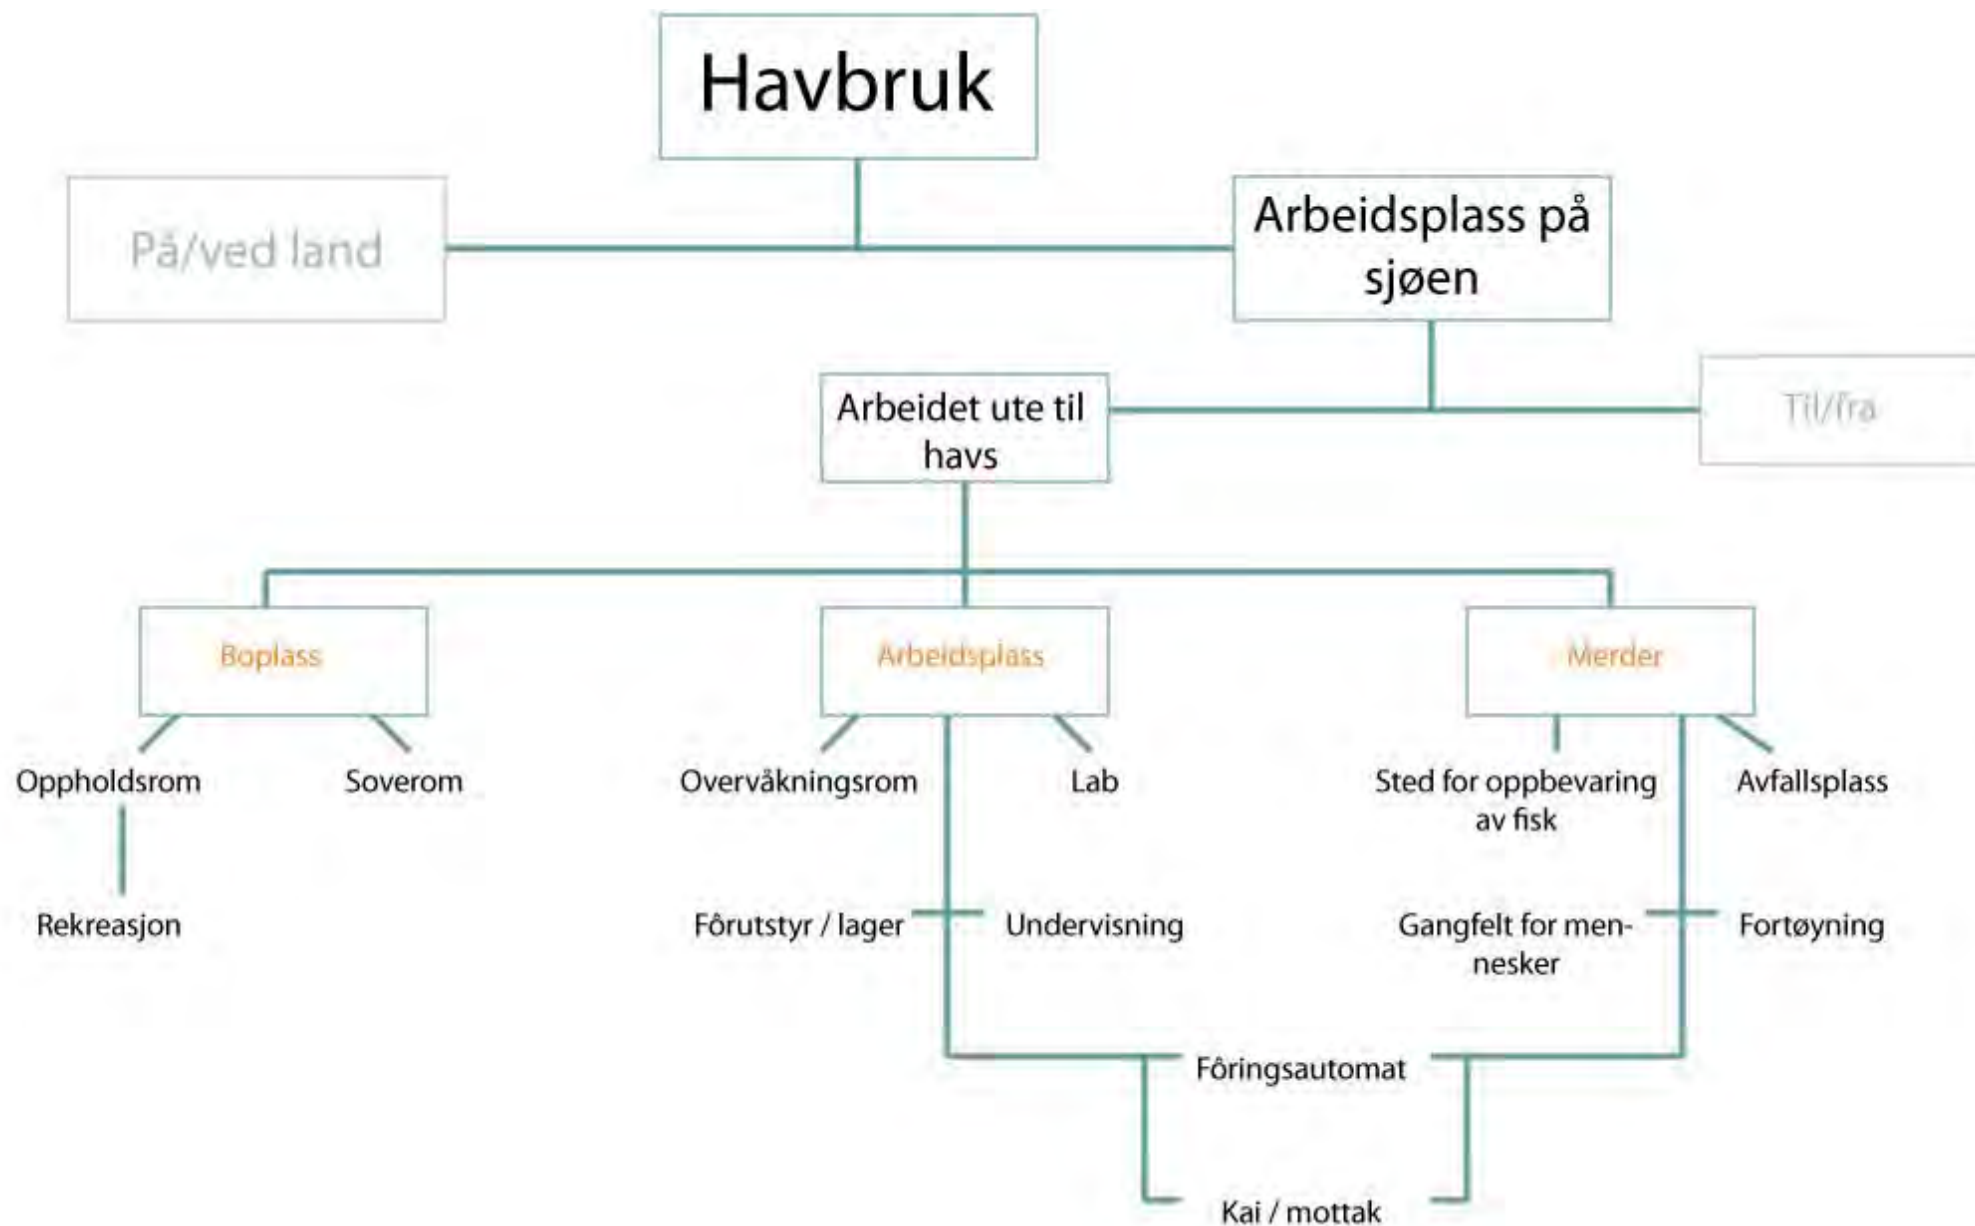 Havbruk
På/ved land
Arbeidsplass på
sjøen
Arbeidet ute til
havs
Til/fra
Boplass
Arbeidsplass
Merder
Oppholdsrom
Soverom
Overvåkningsrom
Lab
Sted for oppbevaring
av fisk
Avfallsplass
Rekreasjon
Fôrutstyr / lager
Undervisning
Gangfelt for men-
nesker
Fortøyning
Fôringsautomat
Kai / mottak